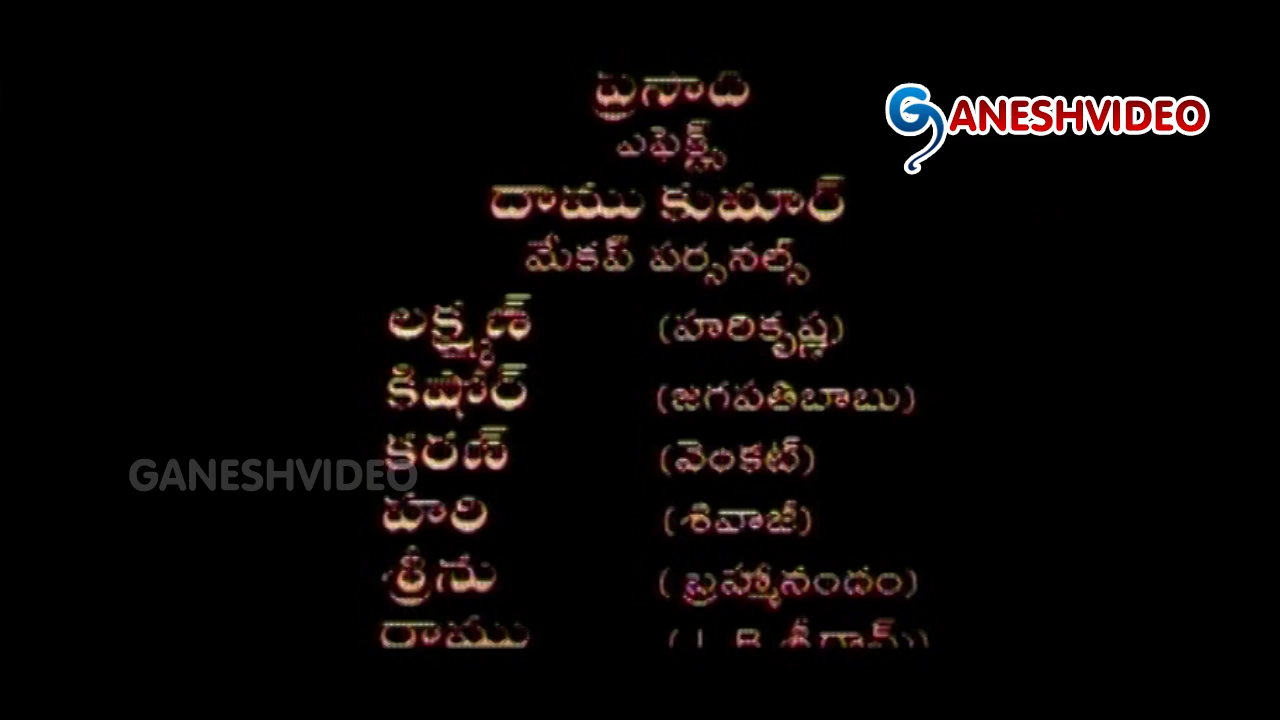 ప్రసాద్
GANESHVIDEO
ఎఫెక్ట్స్
దాము కుమార్
మేకప్ పర్సనల్స్
లక్ష్మణ్ (హరికృష్ణ)
కిషోర్ (జగపతిబాబు)
కరణ్ (వెంకట్)
GANESHVIDEO
హరి (శివాజీ)
శ్రీను ( బ్రహ్మానందం)
రాము